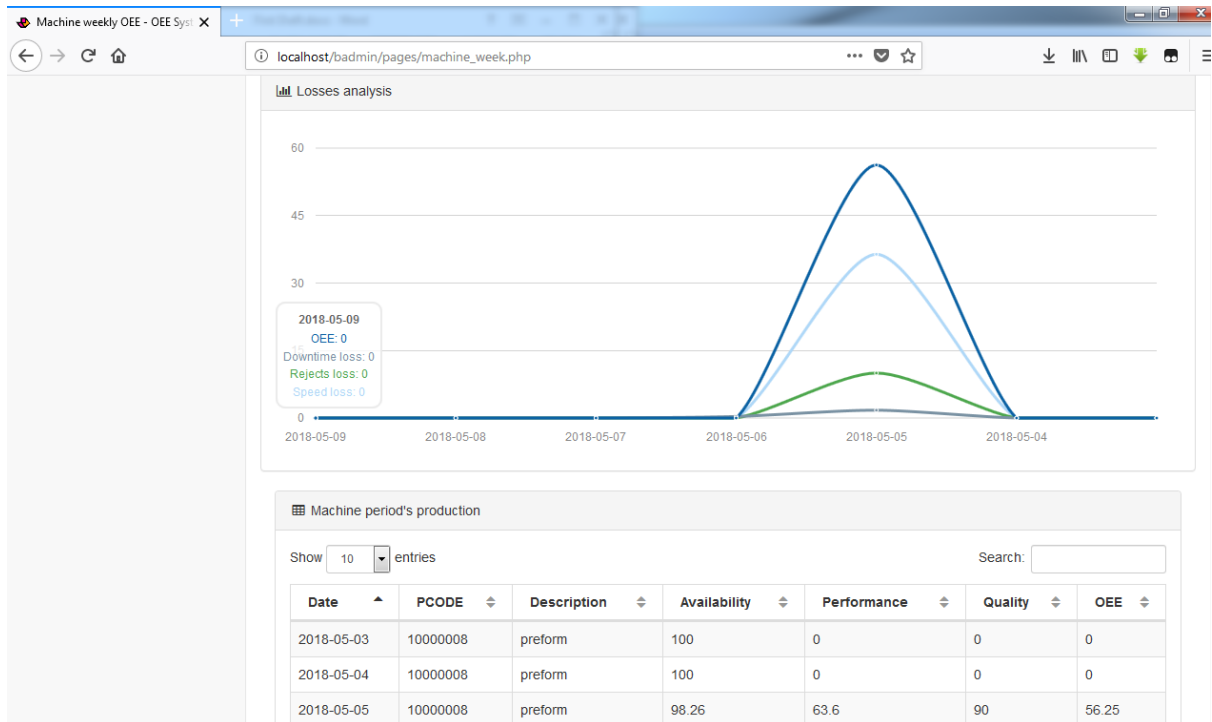 Machine weekly OEE - OEE Syst
localhost/badmin/pages/machine_week.php
Losses analysis
60
45
30
15
0
2018-05-09
OEE: 0
Downtime loss: 0
Rejects loss: 0
Speed loss: 0
2018-05-09 2018-05-08 2018-05-07 2018-05-06 2018-05-05 2018-05-04
Machine period's production
Show 10 entries Search:
Date PCODE Description Availability Performance Quality OEE
2018-05-03 10000008 preform 100 0 0 0
2018-05-04 10000008 preform 100 0 0 0
2018-05-05 10000008 preform 98.26 63.6 90 56.25